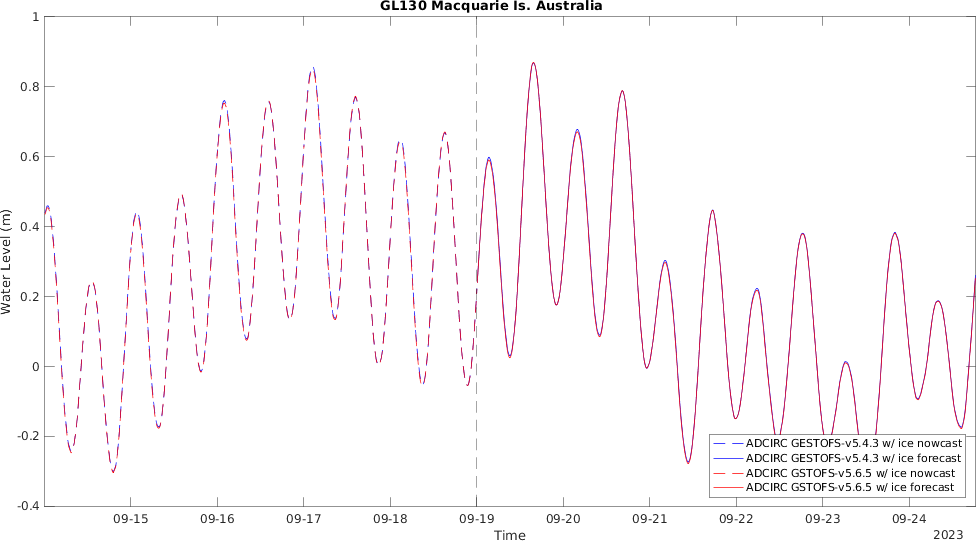 GL130 Macquarie Is. Australia
1
0.8
0.6
0.4
0.2
0
-0.2
-0.4
Water Level (m)
ADCIRC GESTOFS-v5.4.3 w/ ice nowcast
ADCIRC GESTOFS-v5.4.3 w/ ice forecast
ADCIRC GSTOFS-v5.6.5 w/ ice nowcast
ADCIRC GSTOFS-v5.6.5 w/ ice forecast
09-15 09-16 09-17 09-18 09-19 09-20 09-21 09-22 09-23 09-24
Time
2023